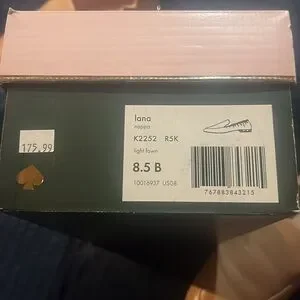 175.99
lana
nappa
K2252 R5K
light fawn
8.5 B
10016937 US08
767883843215